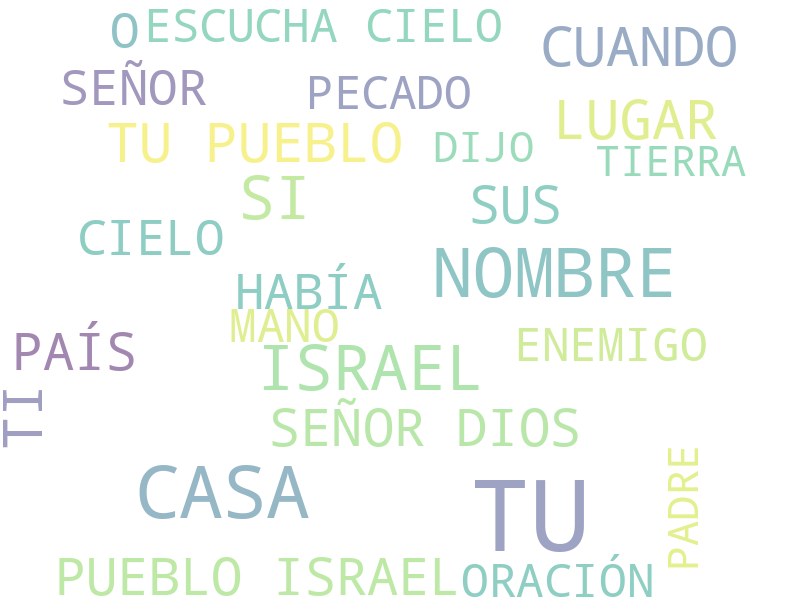 O ESCUCHA CIELO
CUANDO
SEÑOR
PECADO
LUGAR
TU PUEBLO
DIJO
TIERRA
SI
SUS
CIELO
NOMBRE
HABÍA
MANO
PAÍS
ENEMIGO
ISRAEL
TI
SEÑOR DIOS
CASA
TU
PADRE
PUEBLO ISRAEL
ORACIÓN